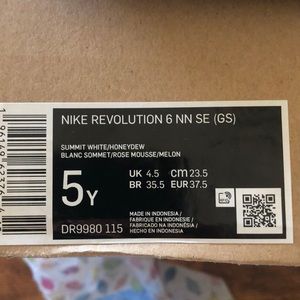 NIKE REVOLUTION 6 NN SE (GS)
SUMMIT WHITE/HONEYDEW
BLANC SOMMET/ROSE MOUSSE/MELON
5Y
UK 4.5 CM 23.5
BR 35.5 EUR 37.5
MADE IN INDONESIA/
FABRIQUE EN INDONESIE/
FABRICADO NA INDONÉSIA/
HECHO EN INDONESIA
DR9980 115